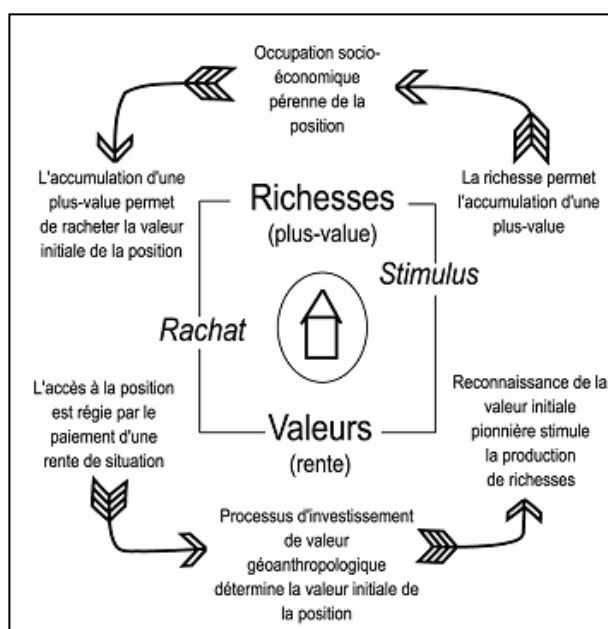 Occupation socio-
économique
pérenne de la
position
L'accumulation d'une
plus-value permet
de racheter la valeur
initiale de la position
La richesse permet
l'accumulation d'une
plus-value
Richesses
(plus-value)
Stimulus
Rachat
Valeurs
(rente)
L'accès à la position
est régie par le
paiement d'une
rente de situation
Reconnaissance de la
valeur initiale
pionnière stimule
la production
de richesses
Processus d'investissement
de valeur
géoanthropologique
détermine la valeur initiale de
la position